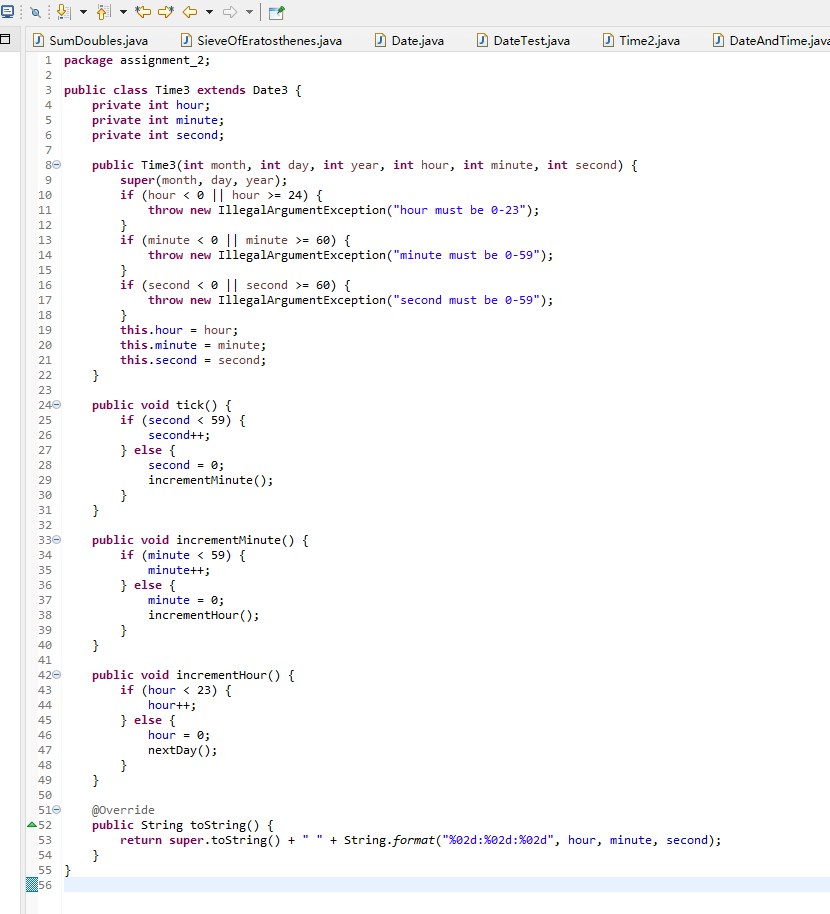 SumDoubles.java SieveOfEratosthenes.java Date.java DateTest.java Time2.java DateAndTime.java
1 package assignment_2;
2
3 public class Time3 extends Date3 {
4 private int hour;
5 private int minute;
6 private int second;
7
8 public Time3(int month, int day, int year, int hour, int minute, int second) {
9 super(month, day, year);
10 if (hour < 0 || hour >= 24) {
11 throw new IllegalArgumentException("hour must be 0-23");
12 }
13 if (minute < 0 || minute >= 60) {
14 throw new IllegalArgumentException("minute must be 0-59");
15 }
16 if (second < 0 || second >= 60) {
17 throw new IllegalArgumentException("second must be 0-59");
18 }
19 this.hour = hour;
20 this.minute = minute;
21 this.second = second;
22 }
23
24 public void tick() {
25 if (second < 59) {
26 second++;
27 } else {
28 second = 0;
29 incrementMinute();
30 }
31 }
32
33 public void incrementMinute() {
34 if (minute < 59) {
35 minute++;
36 } else {
37 minute = 0;
38 incrementHour();
39 }
40 }
41
42 public void incrementHour() {
43 if (hour < 23) {
44 hour++;
45 } else {
46 hour = 0;
47 nextDay();
48 }
49 }
50
51 @Override
52 public String toString() {
53 return super.toString() + " " + String.format("%02d:%02d:%02d", hour, minute, second);
54 }
55 }
56